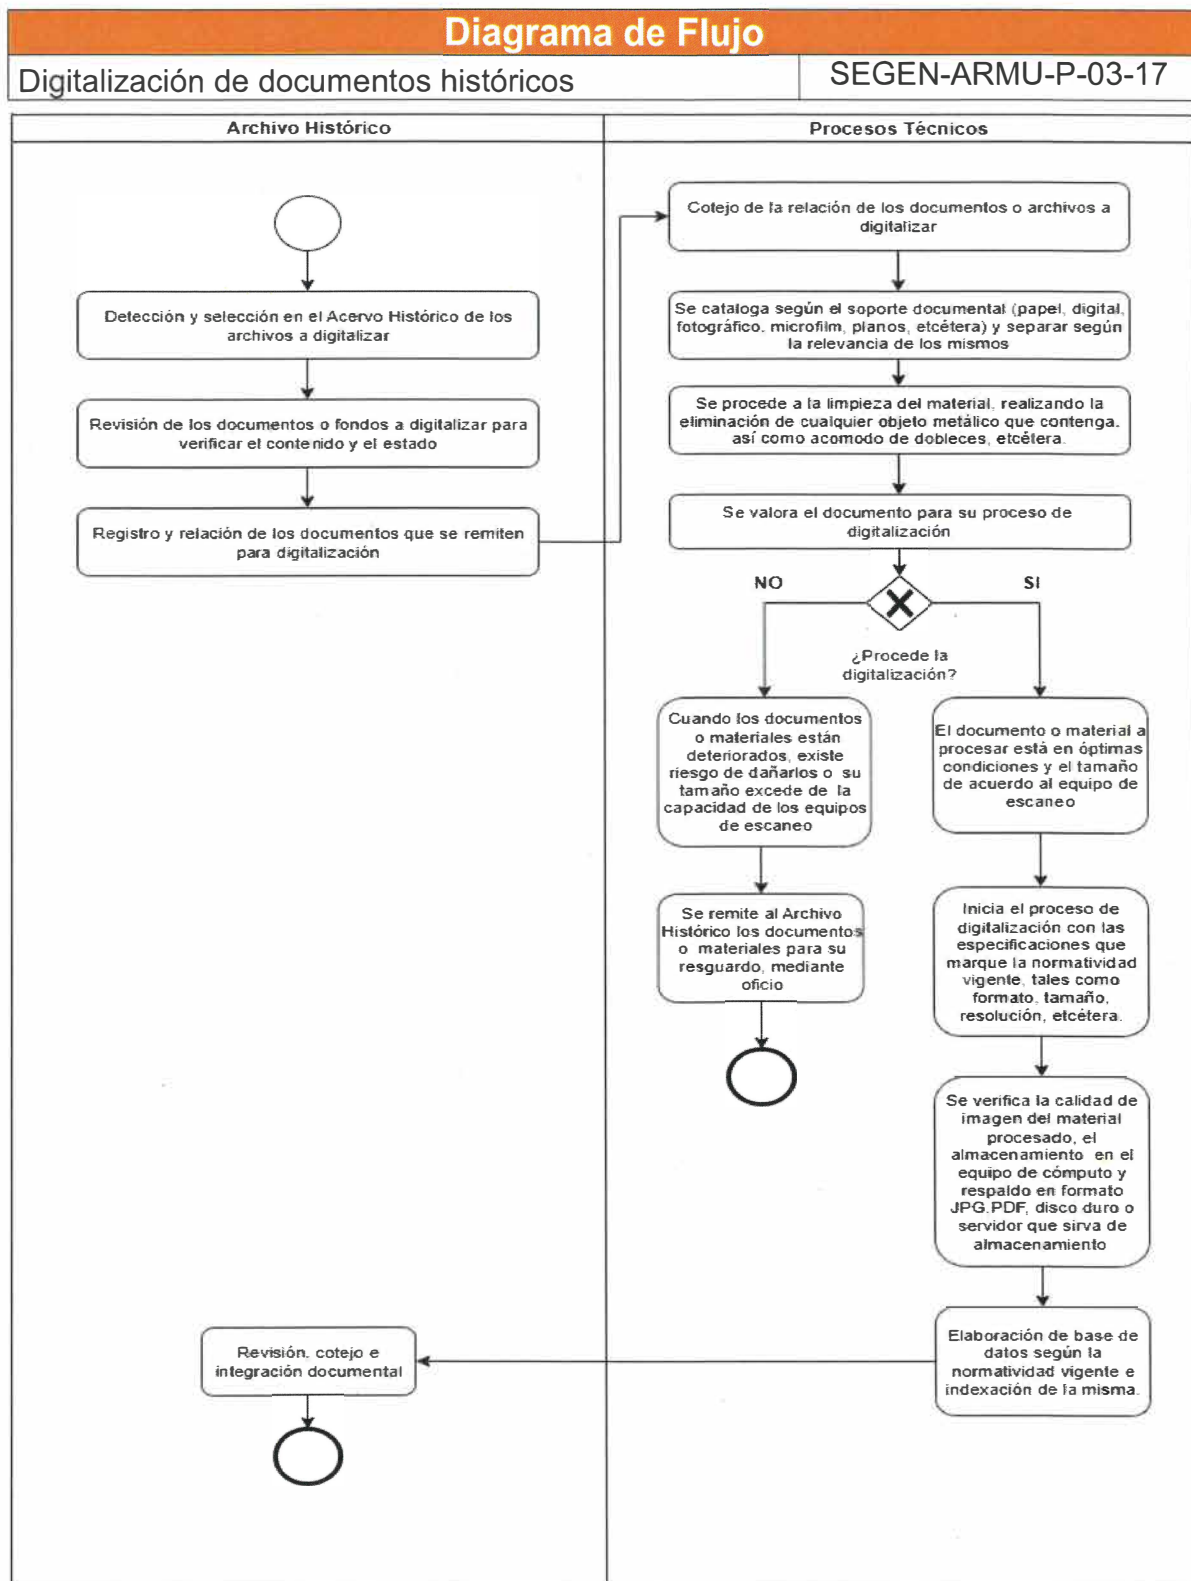 Diagrama de Flujo
Digitalización de documentos históricos
SEGEN-ARMU-P-03-17
Archivo Histórico
Procesos Técnicos
Detección y selección en el Acervo Histórico de los
archivos a digitalizar
Revisión de los documentos o fondos a digitalizar para
verificar el contenido y el estado
Registro y relación de los documentos que se remiten
para digitalización
Cotejo de la relación de los documentos o archivos a
digitalizar
Se cataloga según el soporte documental (papel, digital,
fotográfico. microfilm, planos, etcétera) y separar según
la relevancia de los mismos
Se procede a la limpieza del material, realizando la
eliminación de cualquier objeto metálico que contenga.
así como acomodo de dobleces, etcétera.
Se valora el documento para su proceso de
digitalización
NO
SI
¿Procede la
digitalización?
Cuando los documentos
o materiales están
deteriorados, existe
riesgo de dañarlos o su
tamaño excede de la
capacidad de los equipos
de escaneo
Se remite al Archivo
Histórico los documentos
o materiales para su
resguardo, mediante
oficio
El documento o material a
procesar está en óptimas
condiciones y el tamaño
de acuerdo al equipo de
escaneo
Inicia el proceso de
digitalización con las
especificaciones que
marque la normatividad
vigente, tales como
formato, tamaño,
resolución, etcétera.
Se verifica la calidad de
imagen del material
procesado, el
almacenamiento en el
equipo de cómputo y
respaldo en formato
JPG.PDF, disco duro o
servidor que sirva de
almacenamiento
Elaboración de base de
datos según la
normatividad vigente e
indexación de la misma.
Revisión. cotejo e
integración documental